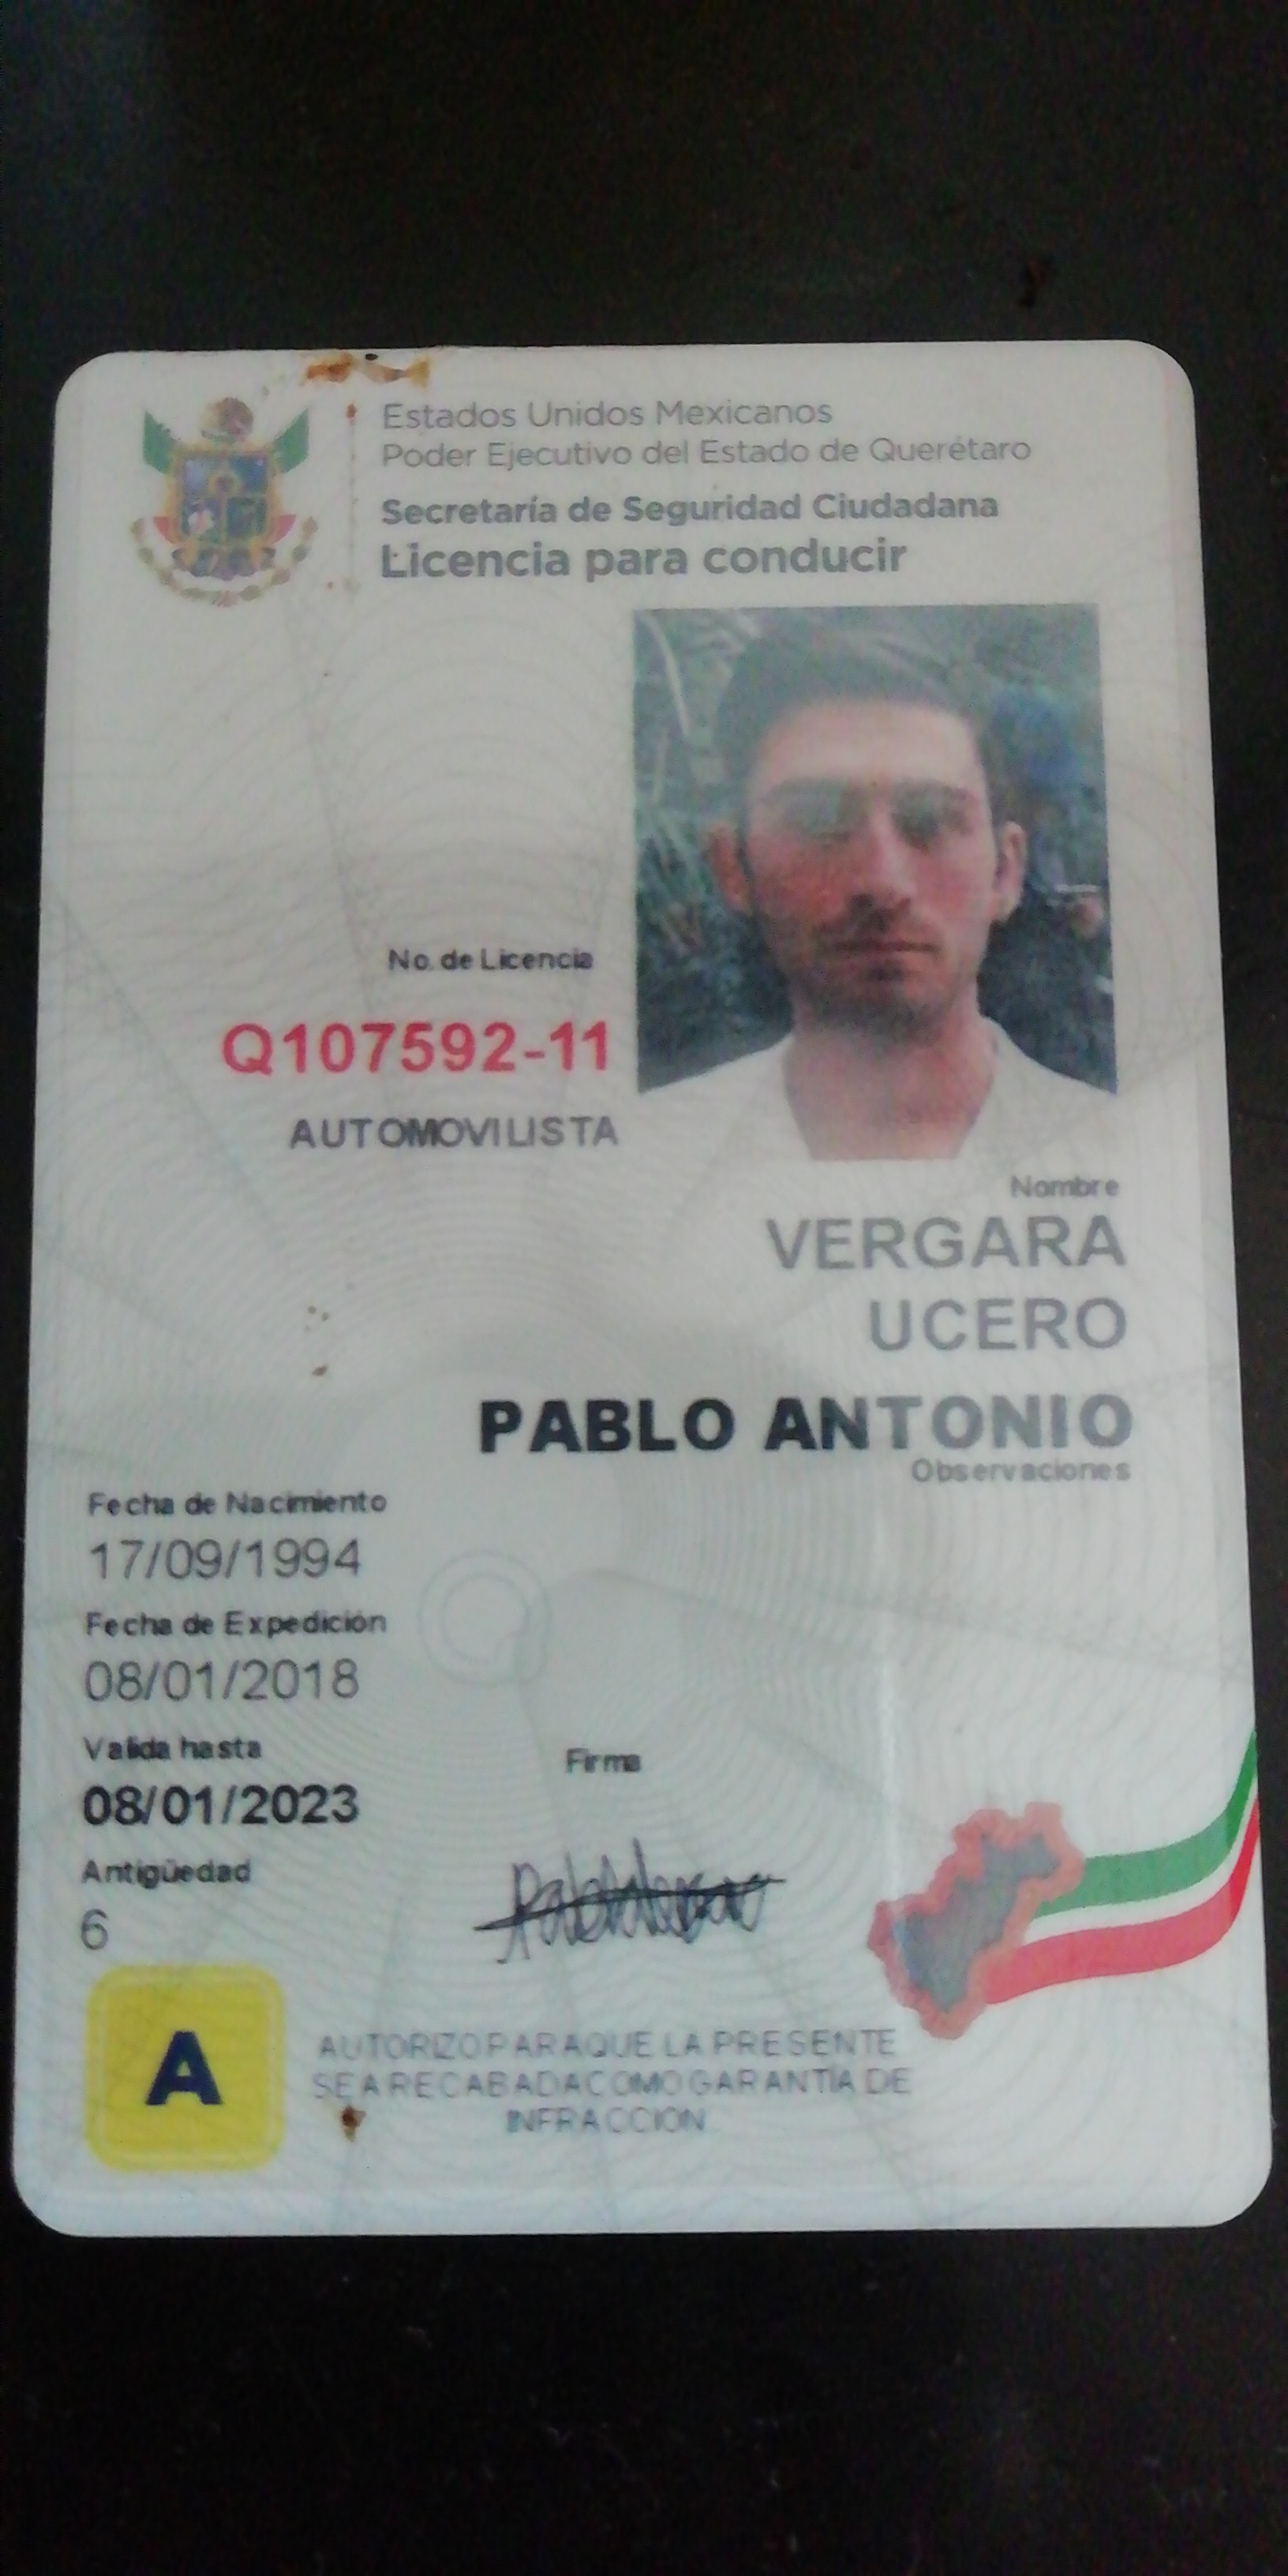 Estados Unidos Mexicanos
Poder Ejecutivo del Estado de Querétaro
Secretaría de Seguridad Ciudadana
Licencia para conducir
No. de Licencia
Q107592-11
AUTOMOVILISTA
Nombre
VERGARA
UCERO
PABLO ANTONIO
Observaciones
Fecha de Nacimiento
17/09/1994
Fecha de Expedición
08/01/2018
Valida hasta
08/01/2023
Firma
Antigüedad
6
A
AUTORIZO PARA QUE LA PRESENTE
SEA RECABADA COMO GARANTÍA DE
INFRACCION